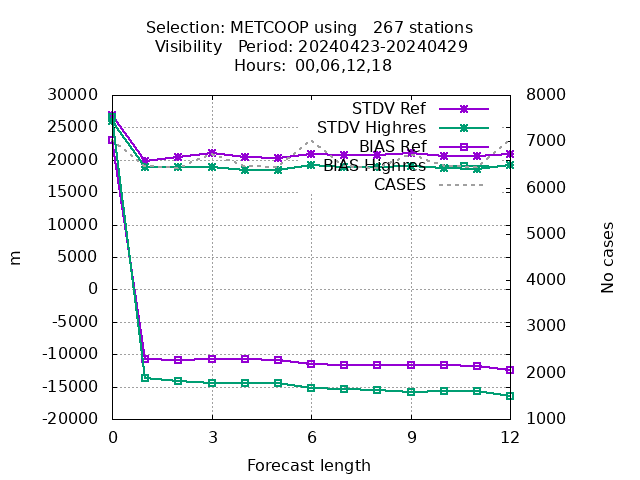 Selection: METCOOP using   267 stations
Visibility   Period: 20240423-20240429
Hours:  00,06,12,18
30000
25000
20000
15000
10000
5000
0
-5000
-10000
-15000
-20000
m
8000
7000
6000
5000
4000
3000
2000
1000
No cases
STDV Ref
STDV Highres
BIAS Ref
BIAS Highres
CASES
0 3 6 9 12
Forecast length